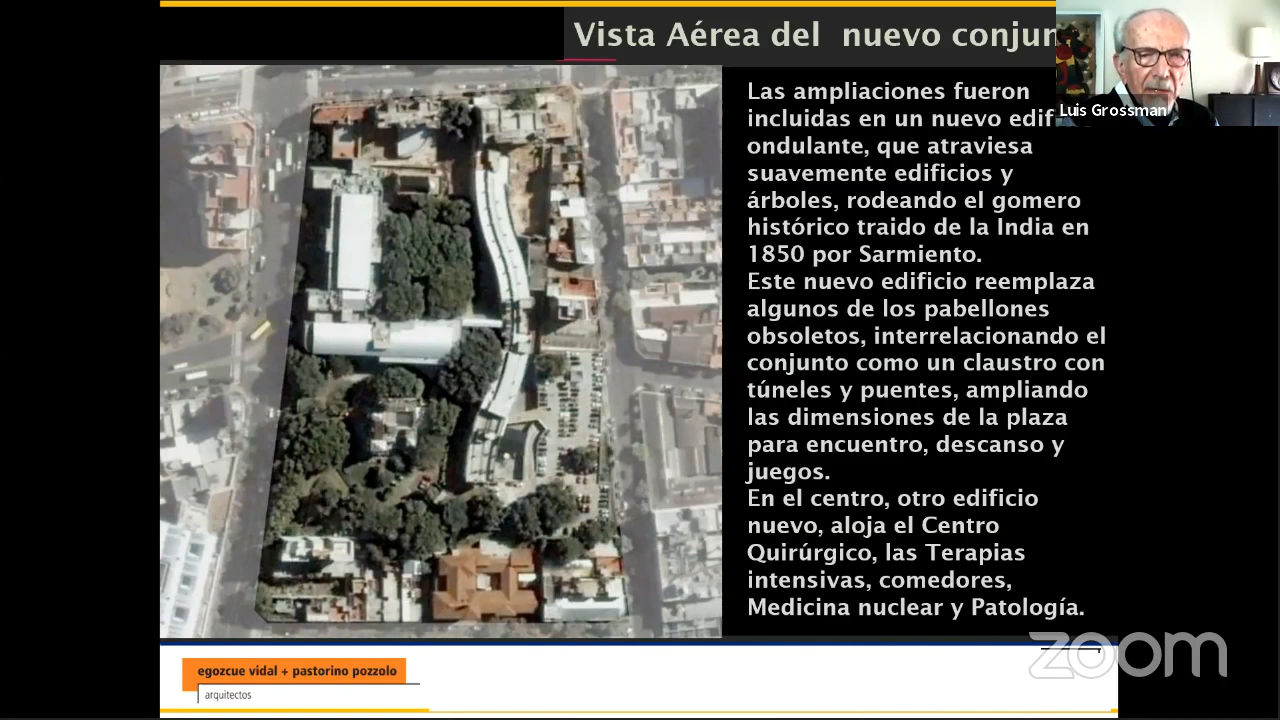 Vista Aérea del nuevo conjun
Luis Grossman
Las ampliaciones fueron
incluidas en un nuevo edif
ondulante, que atraviesa
suavemente edificios y
árboles, rodeando el gomero
histórico traido de la India en
1850 por Sarmiento.
Este nuevo edificio reemplaza
algunos de los pabellones
obsoletos, interrelacionando el
conjunto como un claustro con
túneles y puentes, ampliando
las dimensiones de la plaza
para encuentro, descanso y
juegos.
En el centro, otro edificio
nuevo, aloja el Centro
Quirúrgico, las Terapias
intensivas, comedores,
Medicina nuclear y Patología.
zoom
egozcue vidal + pastorino pozzolo
arquitectos